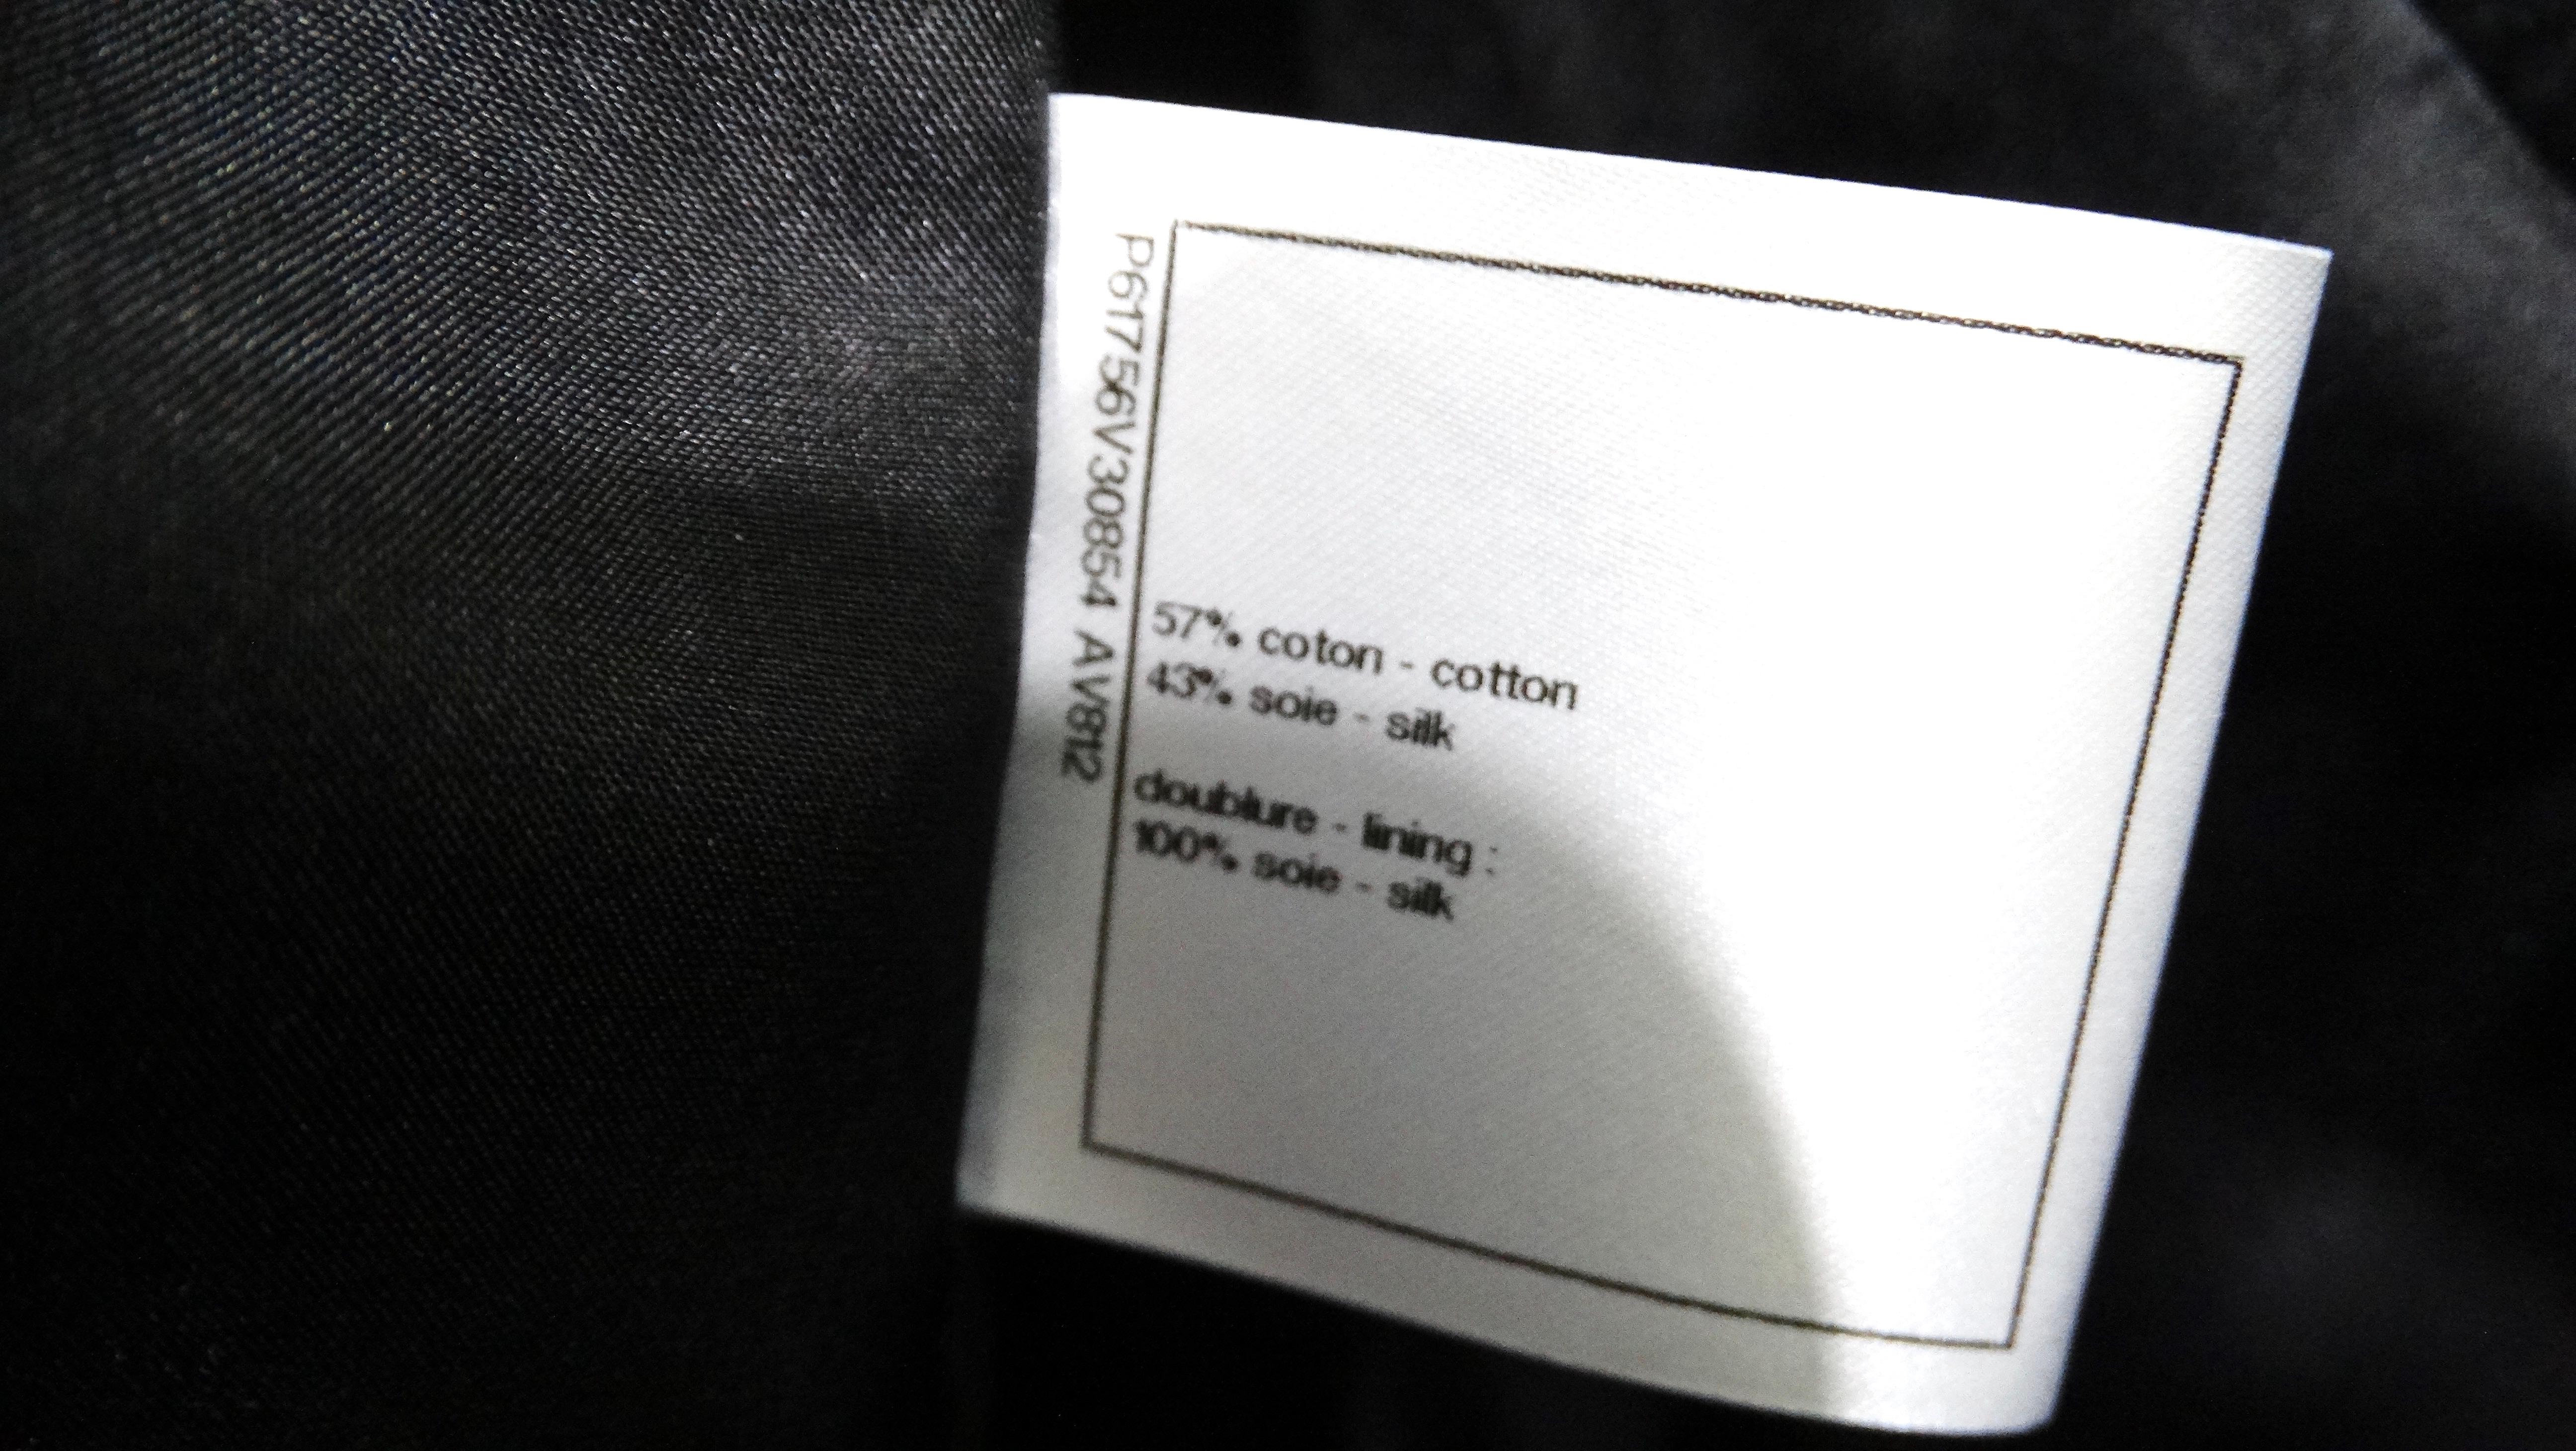 P61756V30854 AV812
57% coton - cotton
43% soie - silk
doublure - lining :
100% soie - silk